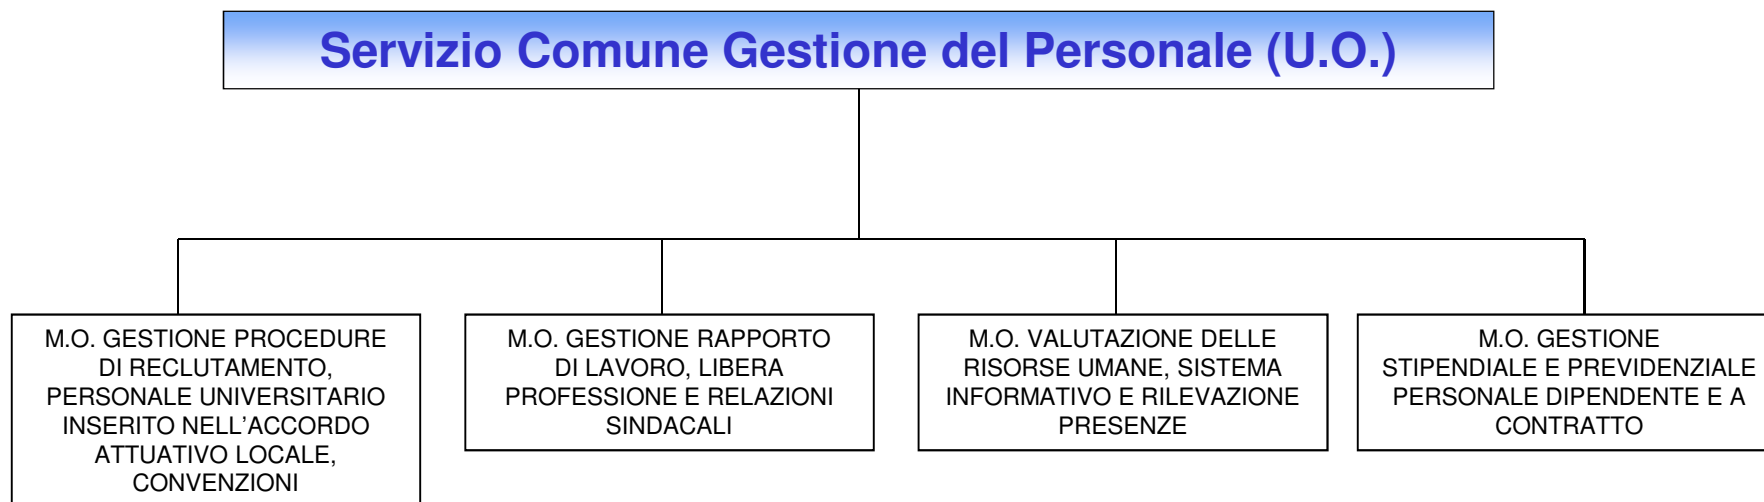 Servizio Comune Gestione del Personale (U.O.)
M.O. GESTIONE PROCEDURE
DI RECLUTAMENTO,
PERSONALE UNIVERSITARIO
INSERITO NELL'ACCORDO
ATTUATIVO LOCALE,
CONVENZIONI
M.O. GESTIONE RAPPORTO
DI LAVORO, LIBERA
PROFESSIONE E RELAZIONI
SINDACALI
M.O. VALUTAZIONE DELLE
RISORSE UMANE, SISTEMA
INFORMATIVO E RILEVAZIONE
PRESENZE
M.O. GESTIONE
STIPENDIALE E PREVIDENZIALE
PERSONALE DIPENDENTE E A
CONTRATTO